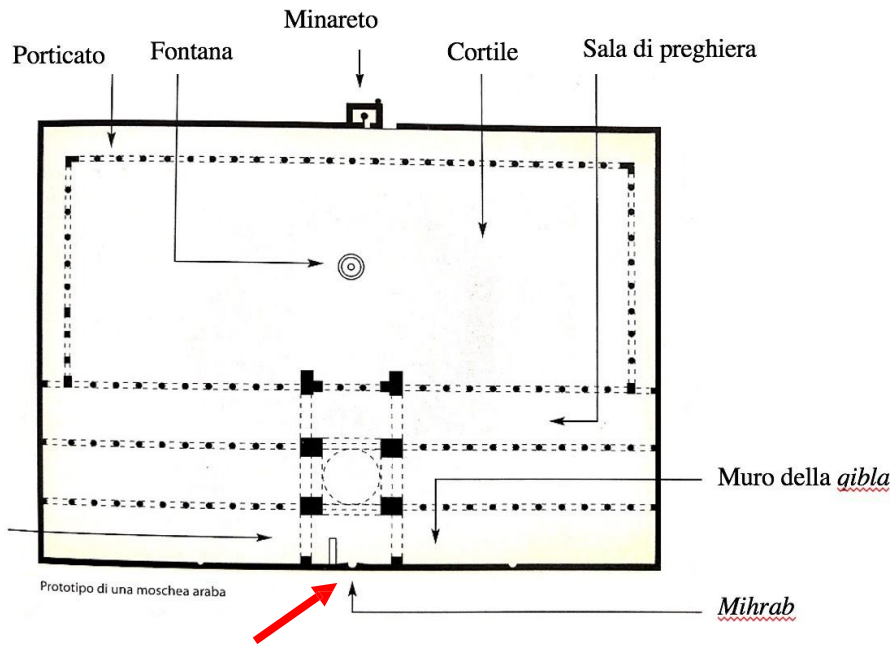 Minareto
Porticato
Fontana
Cortile
Sala di preghiera
Muro della qibla
Prototipo di una moschea araba
Mihrab